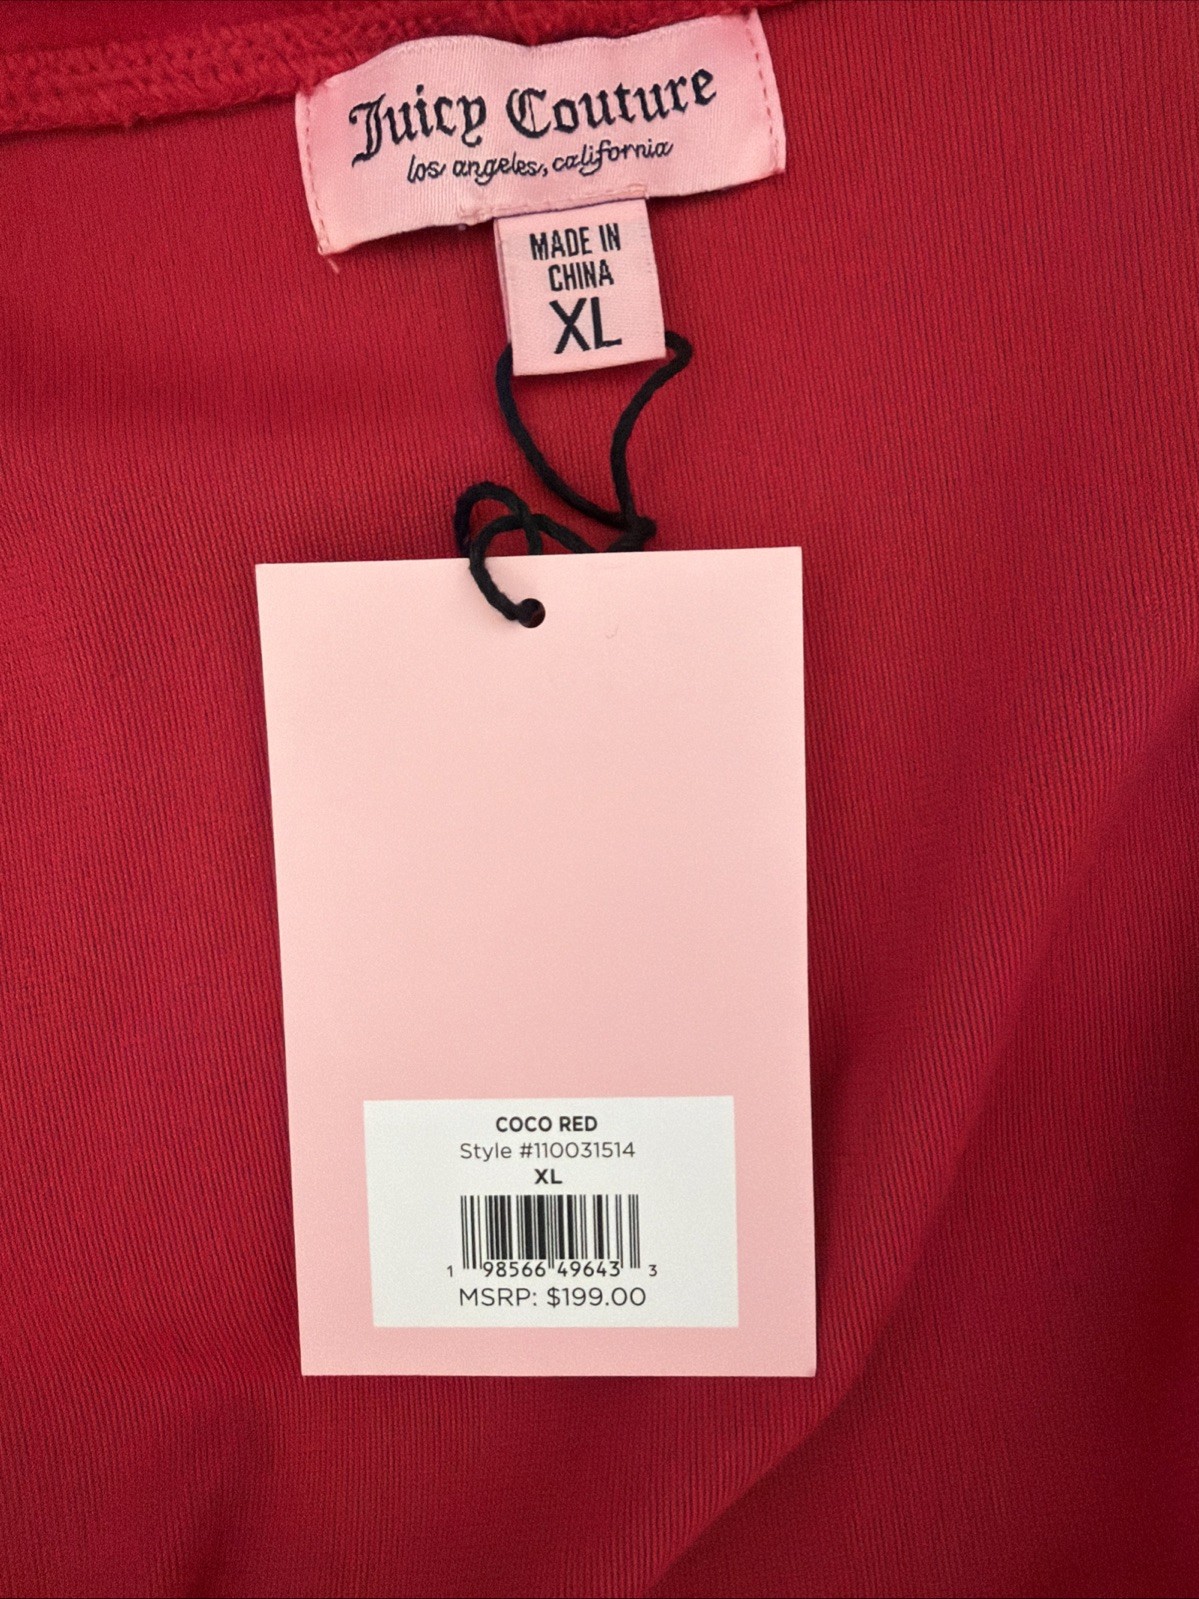 Juicy Couture
los angeles, california
MADE IN
CHINA
XL
COCO RED
Style #110031514
XL
1 98566 49643 3
MSRP: $199.00